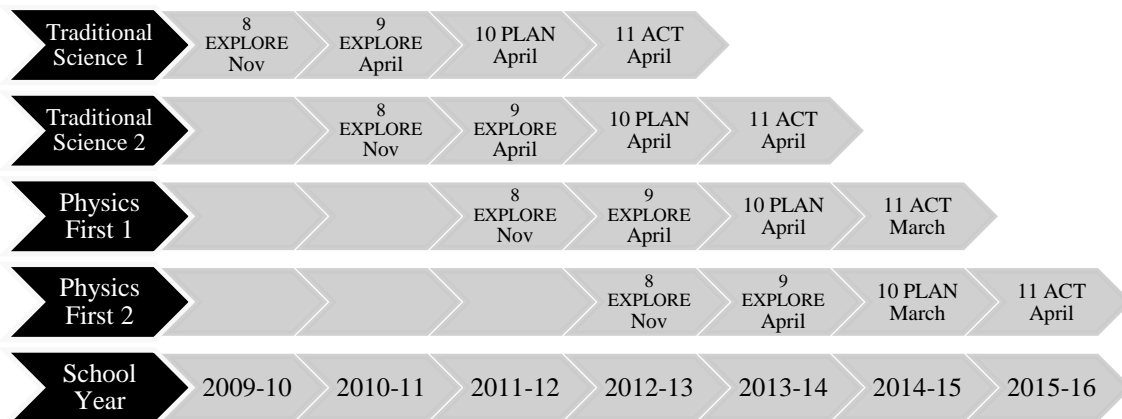 Traditional
Science 1
8
EXPLORE
Nov
9
EXPLORE
April
10 PLAN
April
11 ACT
April
Traditional
Science 2
8
EXPLORE
Nov
9
EXPLORE
April
10 PLAN
April
11 ACT
April
Physics
First 1
8
EXPLORE
Nov
9
EXPLORE
April
10 PLAN
April
11 ACT
March
Physics
First 2
8
EXPLORE
Nov
9
EXPLORE
April
10 PLAN
March
11 ACT
April
School
Year
2009-10
2010-11
2011-12
2012-13
2013-14
2014-15
2015-16